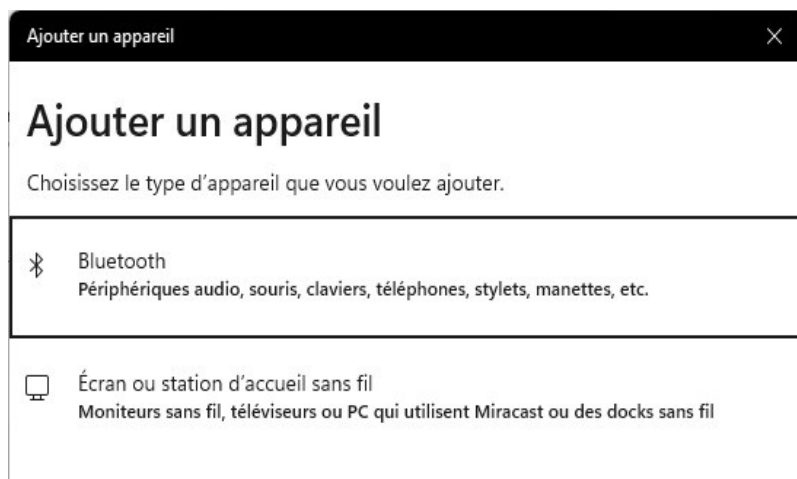 Ajouter un appareil
Ajouter un appareil
Choisissez le type d’appareil que vous voulez ajouter.
Bluetooth
Périphériques audio, souris, claviers, téléphones, stylets, manettes, etc.
Écran ou station d’accueil sans fil
Moniteurs sans fil, téléviseurs ou PC qui utilisent Miracast ou des docks sans fil